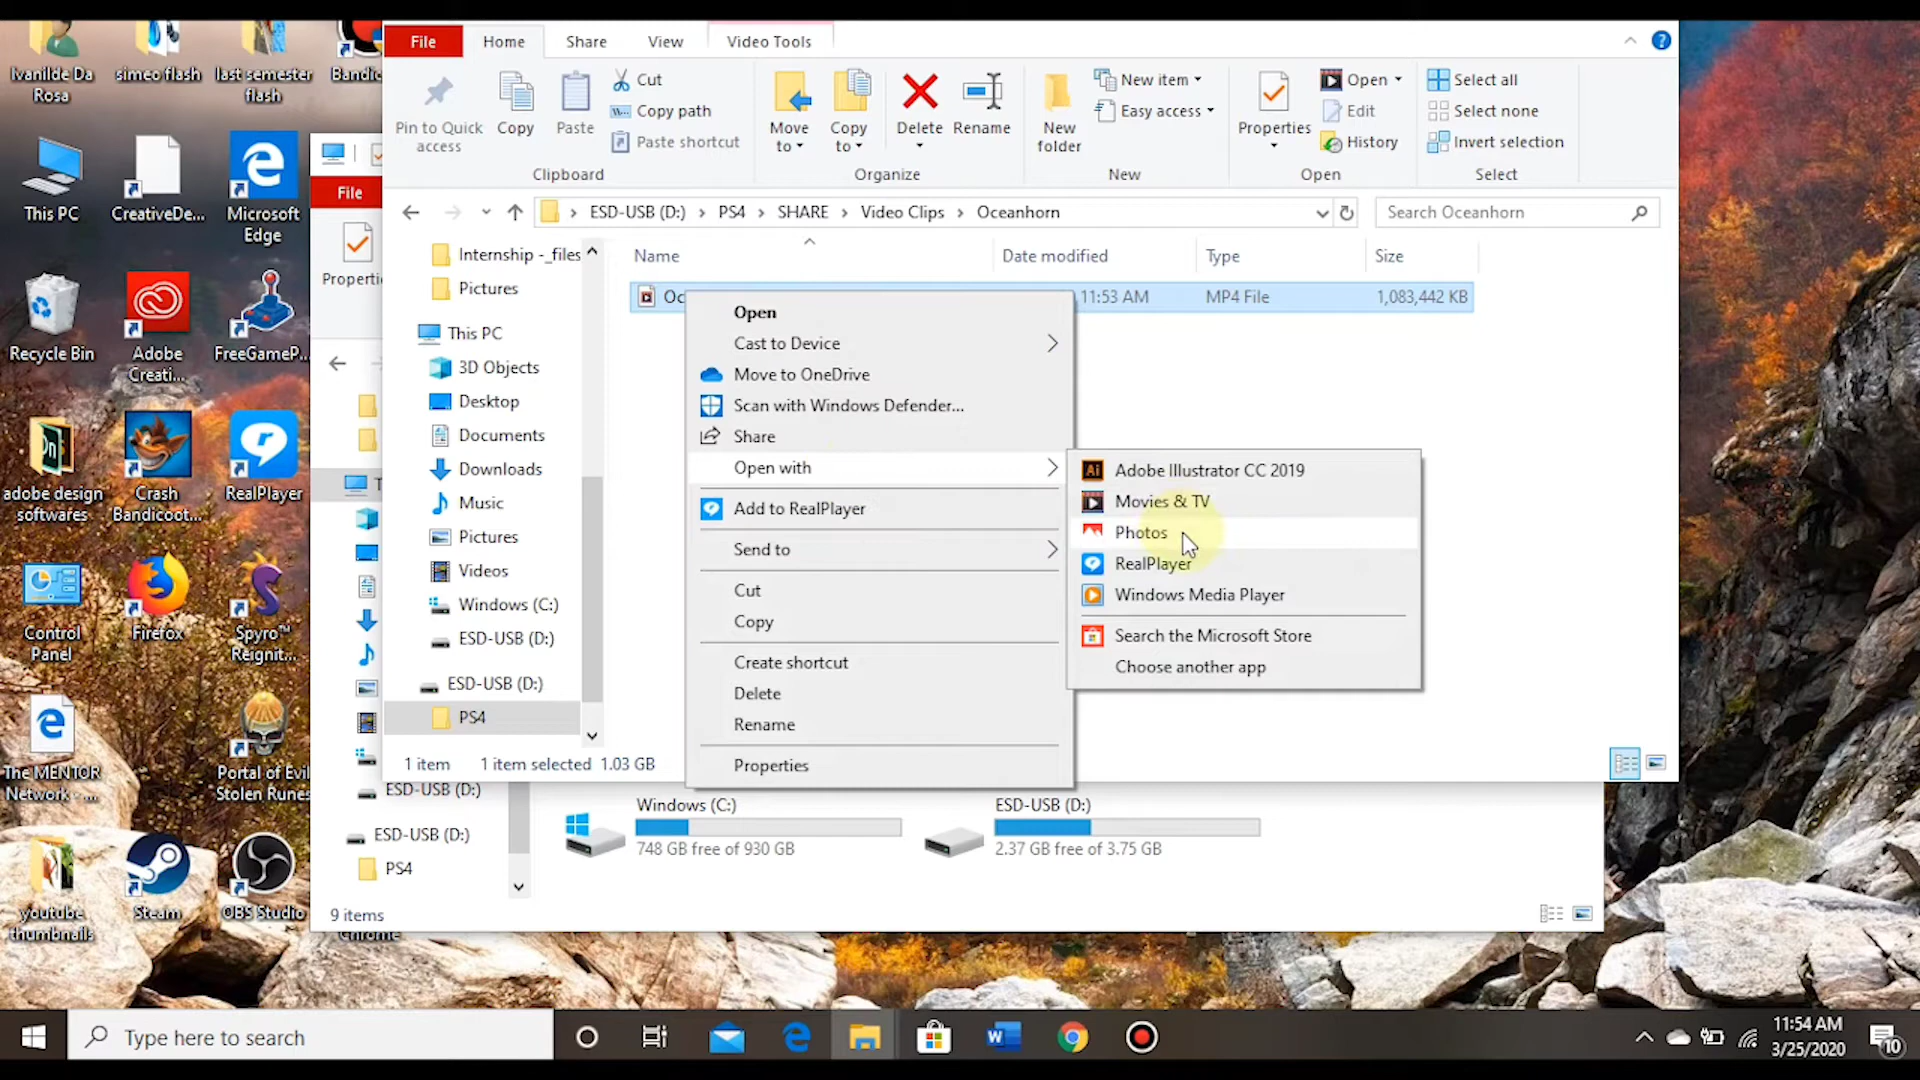 Ivanilde Da
Rosa
simeo flash
last semester
flash
Bandic
This PC
CreativeDe...
Microsoft
Edge
Recycle Bin
Adobe
Creati...
FreeGameP...
adobe design
softwares
Crash
Bandicoot...
RealPlayer
Control
Panel
Firefox
Spyro™
Reignit...
The MENTOR
Network -...
Portal of Evil
Stolen Runes
youtube
thumbnails
Steam
OBS Studio
Chrome
File
Properti
File
Home
Share
View
Video Tools
Pin to Quick
access
Copy
Paste
Cut
Copy path
Paste shortcut
Clipboard
Move
to
Copy
to
Delete
Rename
Organize
New
folder
New item
Easy access
New
Properties
Open
Edit
History
Open
Select all
Select none
Invert selection
Select
ESD-USB (D:) › PS4 › SHARE › Video Clips › Oceanhorn
Search Oceanhorn
Internship -_files
Pictures
This PC
3D Objects
Desktop
Documents
Downloads
Music
Pictures
Videos
Windows (C:)
ESD-USB (D:)
ESD-USB (D:)
PS4
Name
Date modified
Type
Size
Oc
11:53 AM
MP4 File
1,083,442 KB
Open
Cast to Device
Move to OneDrive
Scan with Windows Defender...
Share
Open with
Add to RealPlayer
Send to
Cut
Copy
Create shortcut
Delete
Rename
Properties
Ai
Adobe Illustrator CC 2019
Movies & TV
Photos
RealPlayer
Windows Media Player
Search the Microsoft Store
Choose another app
1 item
1 item selected 1.03 GB
ESD-USB (D:)
ESD-USB (D:)
PS4
Windows (C:)
748 GB free of 930 GB
ESD-USB (D:)
2.37 GB free of 3.75 GB
9 items
Type here to search
11:54 AM
3/25/2020
10